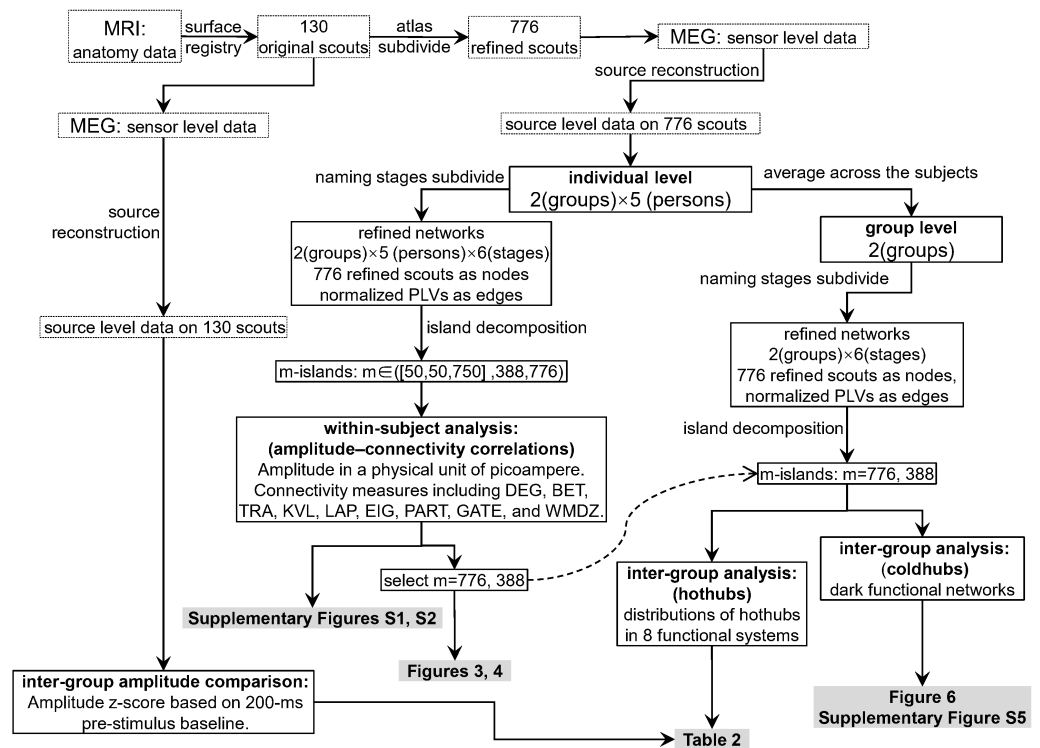 MRI:
anatomy data
surface
registry
130
original scouts
atlas
subdivide
776
refined scouts
MEG: sensor level data
source reconstruction
MEG: sensor level data
source level data on 776 scouts
naming stages subdivide
individual level
2(groups)×5 (persons)
average across the subjects
source
reconstruction
refined networks
2(groups)×5 (persons)×6(stages)
776 refined scouts as nodes
normalized PLVs as edges
group level
2(groups)
naming stages subdivide
source level data on 130 scouts
island decomposition
refined networks
2(groups)×6(stages)
776 refined scouts as nodes,
normalized PLVs as edges
m-islands: m∈([50,50,750] ,388,776)
within-subject analysis:
(amplitude–connectivity correlations)
Amplitude in a physical unit of picoampere.
Connectivity measures including DEG, BET,
TRA, KVL, LAP, EIG, PART, GATE, and WMDZ.
island decomposition
m-islands: m=776, 388
select m=776, 388
inter-group analysis:
(hothubs)
distributions of hothubs
in 8 functional systems
inter-group analysis:
(coldhubs)
dark functional networks
Supplementary Figures S1, S2
Figures 3, 4
inter-group amplitude comparison:
Amplitude z-score based on 200-ms
pre-stimulus baseline.
Figure 6
Supplementary Figure S5
Table 2